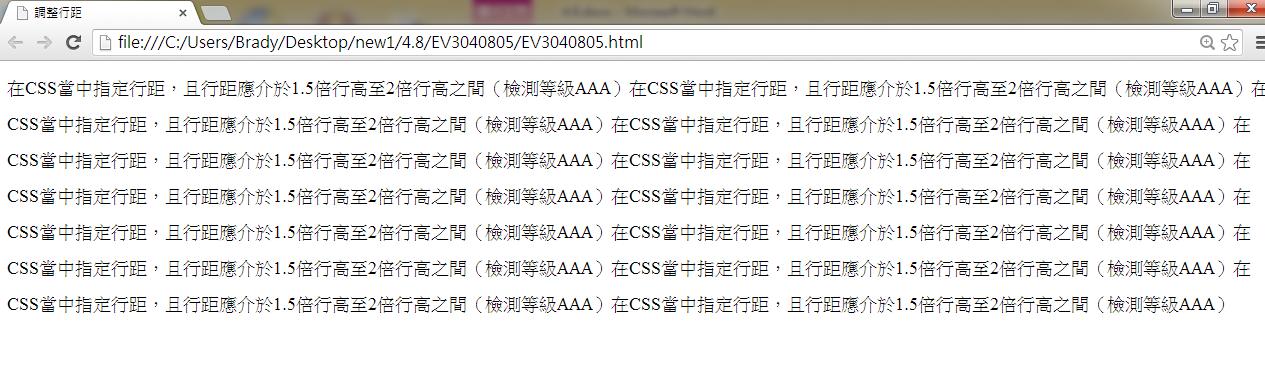 調整行距
file:///C:/Users/Brady/Desktop/new1/4.8/EV3040805/EV3040805.html
在CSS當中指定行距，且行距應介於1.5倍行高至2倍行高之間（檢測等級AAA）在CSS當中指定行距，且行距應介於1.5倍行高至2倍行高之間（檢測等級AAA）在
CSS當中指定行距，且行距應介於1.5倍行高至2倍行高之間（檢測等級AAA）在CSS當中指定行距，且行距應介於1.5倍行高至2倍行高之間（檢測等級AAA）在
CSS當中指定行距，且行距應介於1.5倍行高至2倍行高之間（檢測等級AAA）在CSS當中指定行距，且行距應介於1.5倍行高至2倍行高之間（檢測等級AAA）在
CSS當中指定行距，且行距應介於1.5倍行高至2倍行高之間（檢測等級AAA）在CSS當中指定行距，且行距應介於1.5倍行高至2倍行高之間（檢測等級AAA）在
CSS當中指定行距，且行距應介於1.5倍行高至2倍行高之間（檢測等級AAA）在CSS當中指定行距，且行距應介於1.5倍行高至2倍行高之間（檢測等級AAA）在
CSS當中指定行距，且行距應介於1.5倍行高至2倍行高之間（檢測等級AAA）在CSS當中指定行距，且行距應介於1.5倍行高至2倍行高之間（檢測等級AAA）在
CSS當中指定行距，且行距應介於1.5倍行高至2倍行高之間（檢測等級AAA）在CSS當中指定行距，且行距應介於1.5倍行高至2倍行高之間（檢測等級AAA）